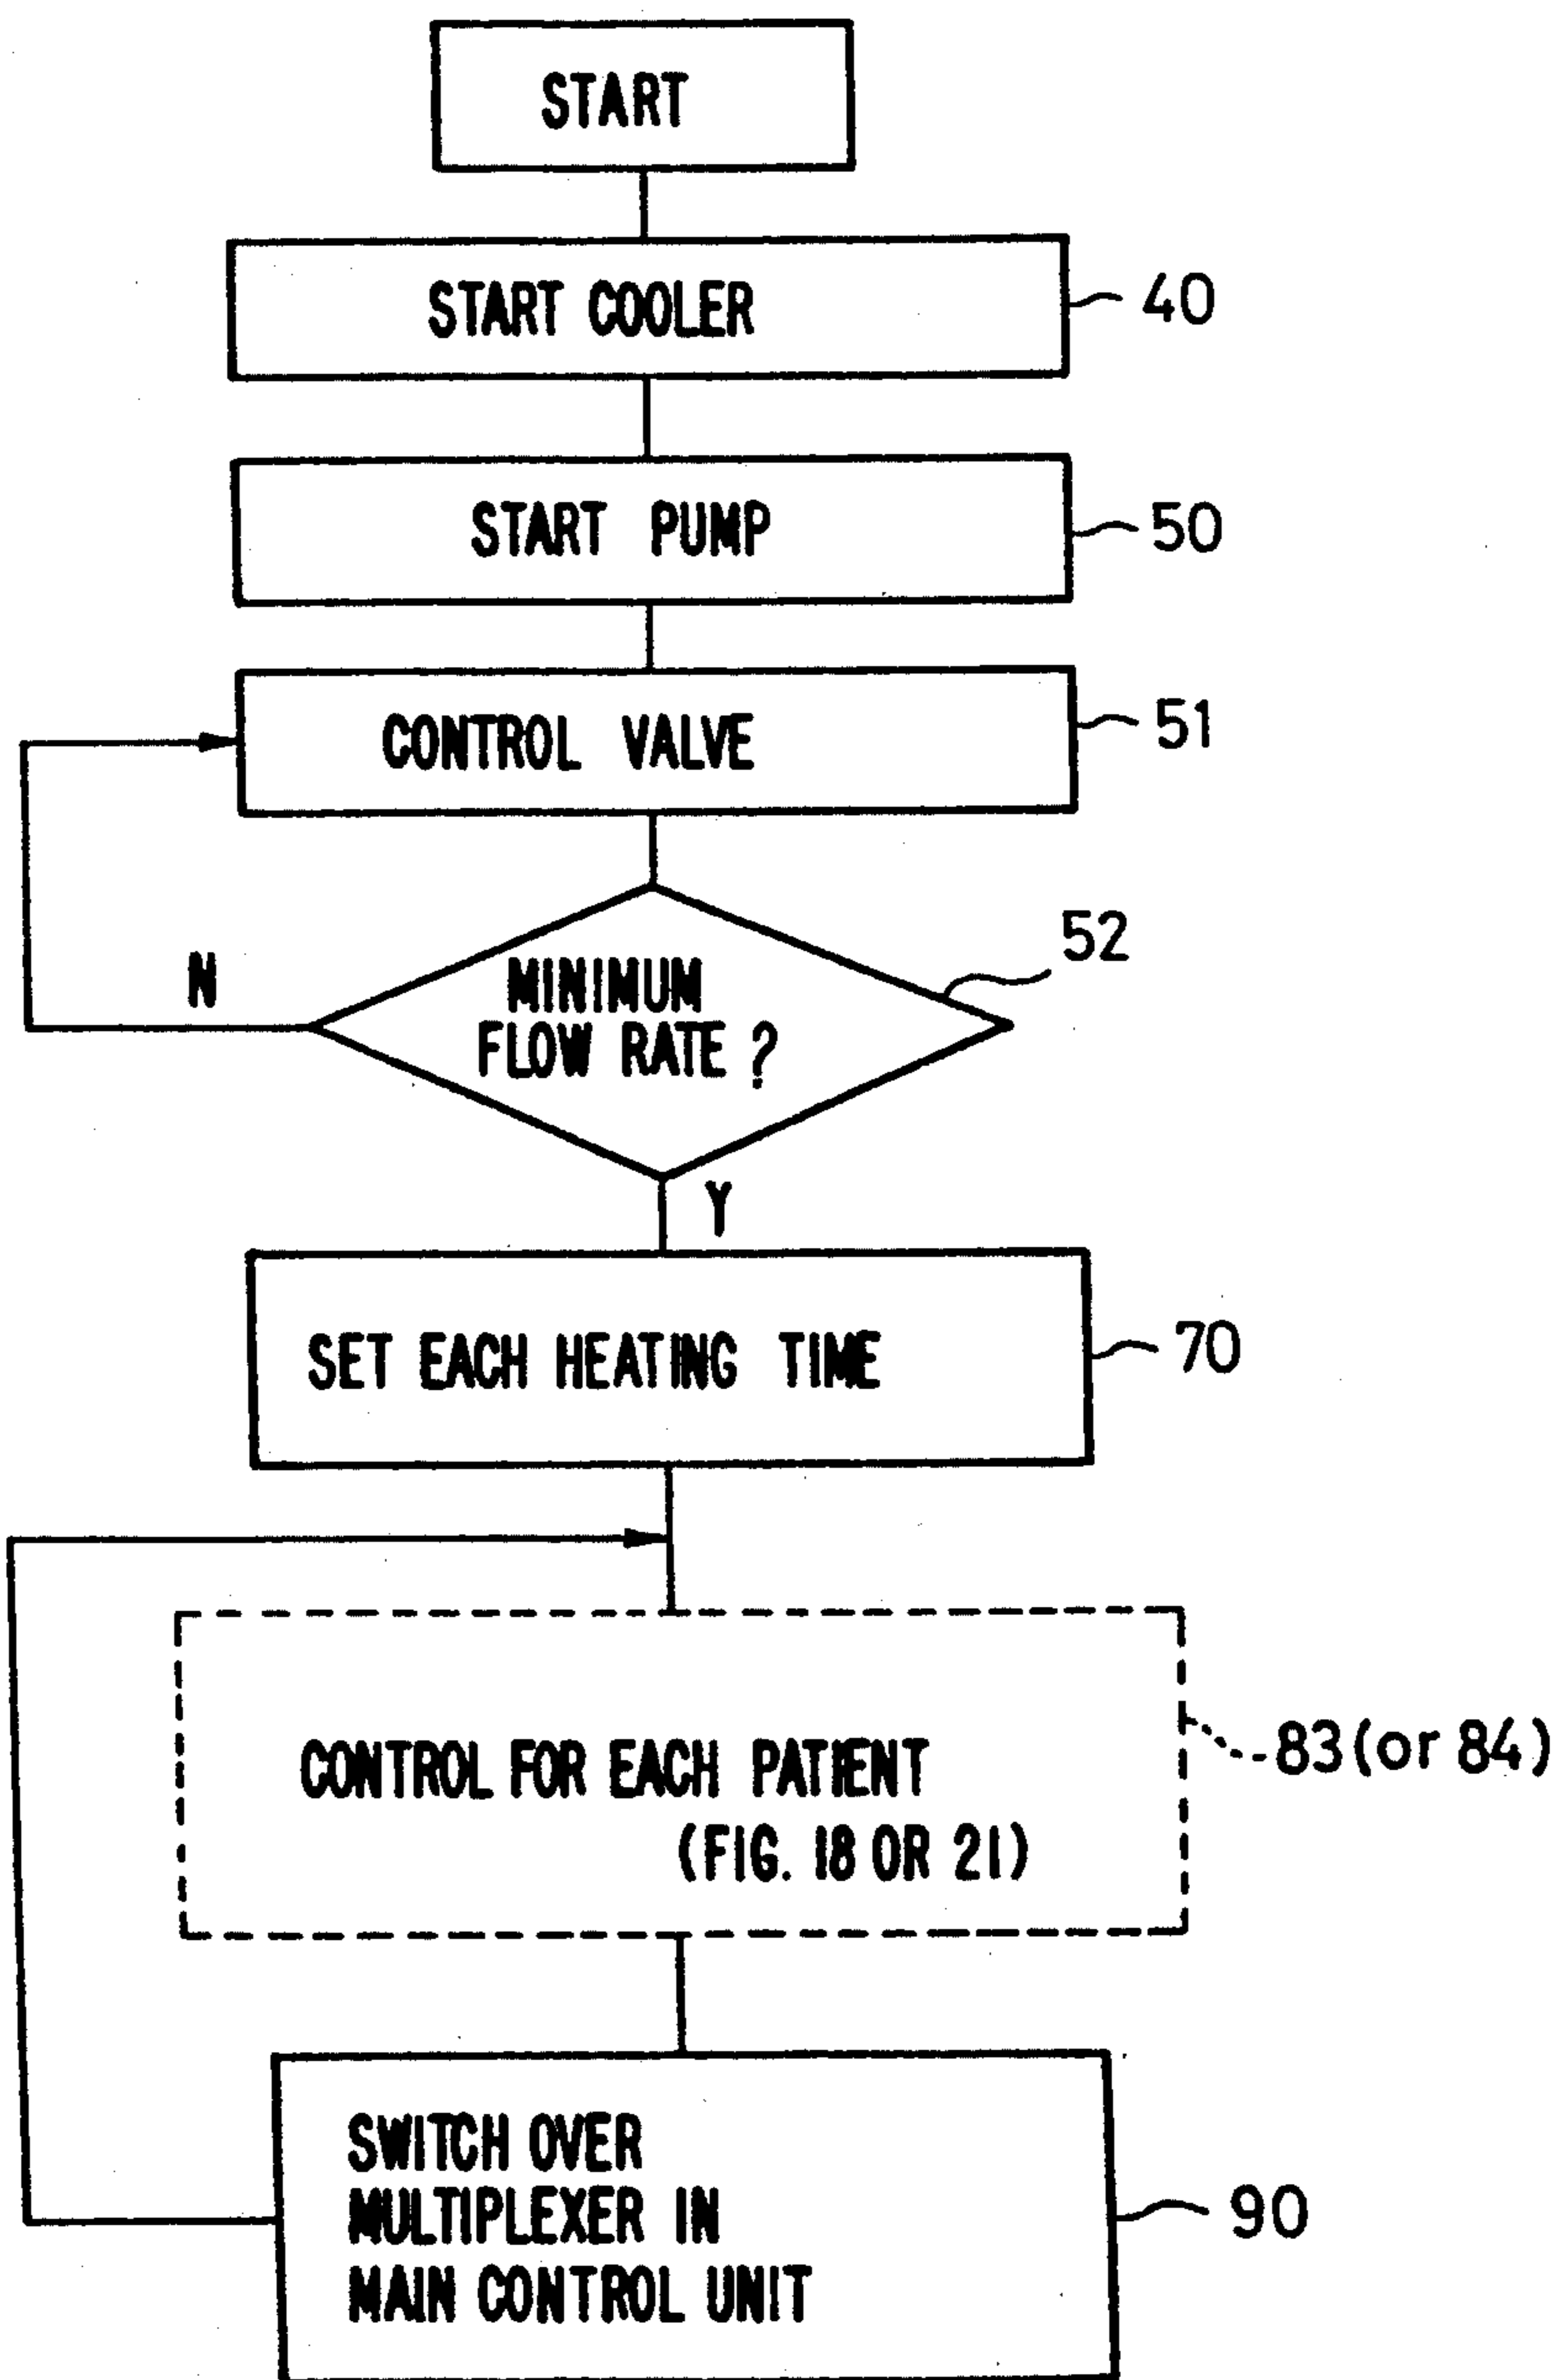 START
START COOLER
40
START PUMP
50
CONTROL VALVE
51
MINIMUM
FLOW RATE ?
52
N
Y
SET EACH HEATING TIME
70
CONTROL FOR EACH PATIENT
(FIG. 18 OR 21)
83 (or 84)
SWITCH OVER
MULTIPLEXER IN
MAIN CONTROL UNIT
90